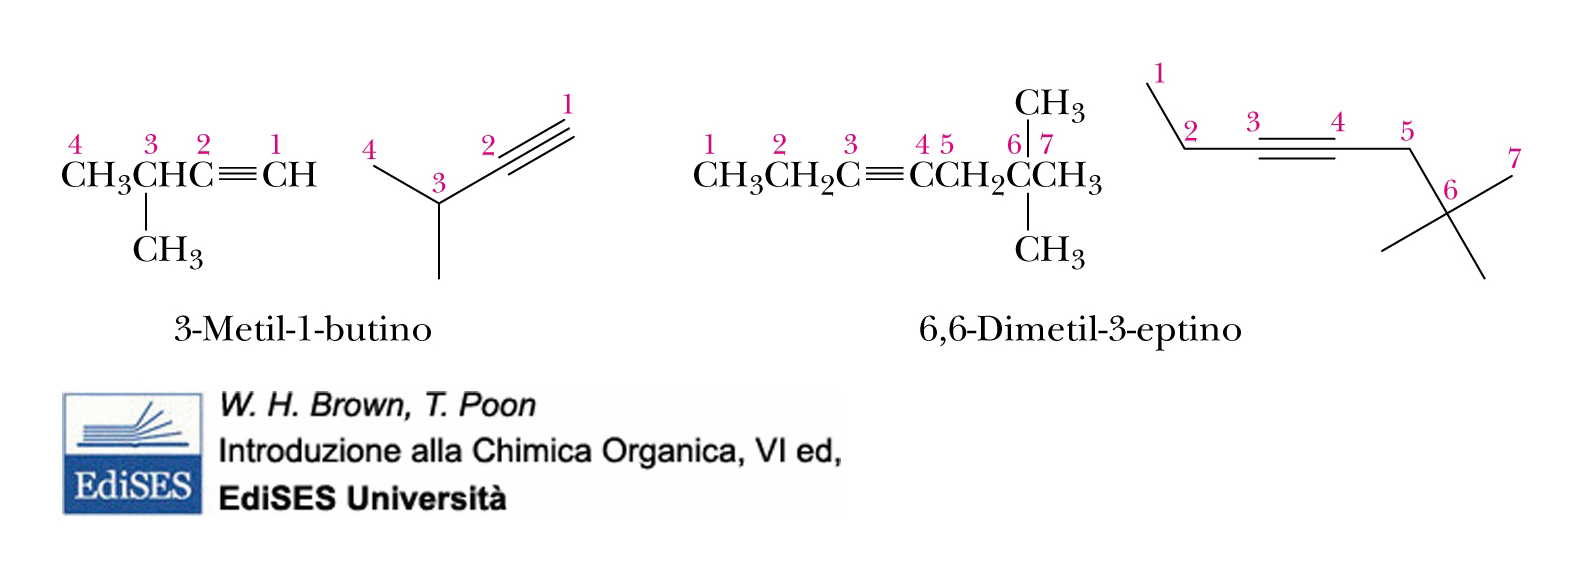 1
CH3
1
4 3 2 1
1 2 3 4 5 6 7
2 3 4 5
4 2
7
CH3CHC≡CH
3
CH3CH2C≡CCH2CCH3
6
CH3
CH3
3-Metil-1-butino
6,6-Dimetil-3-eptino
W. H. Brown, T. Poon
Introduzione alla Chimica Organica, VI ed,
EdiSES
EdiSES Università